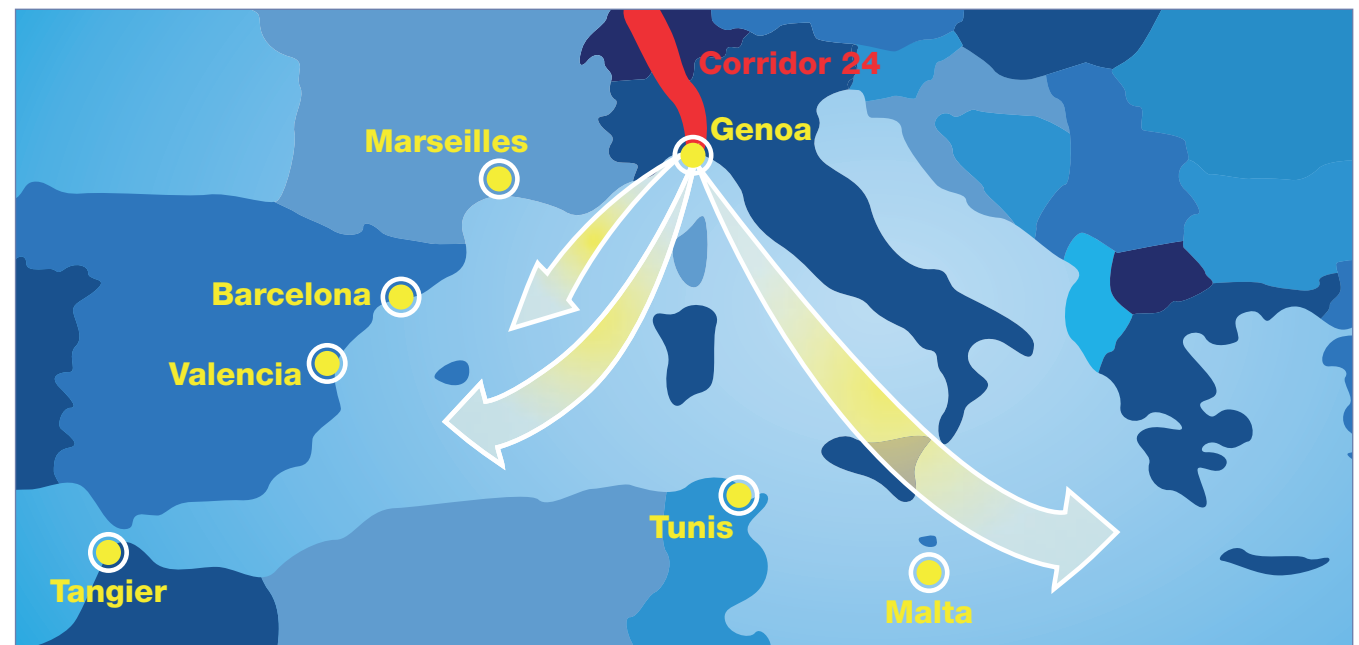 Corridor 24
Genoa
Marseilles
Barcelona
Valencia
Tunis
Tangier
Malta